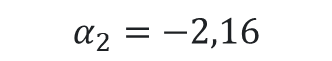 α₂ = −2,16